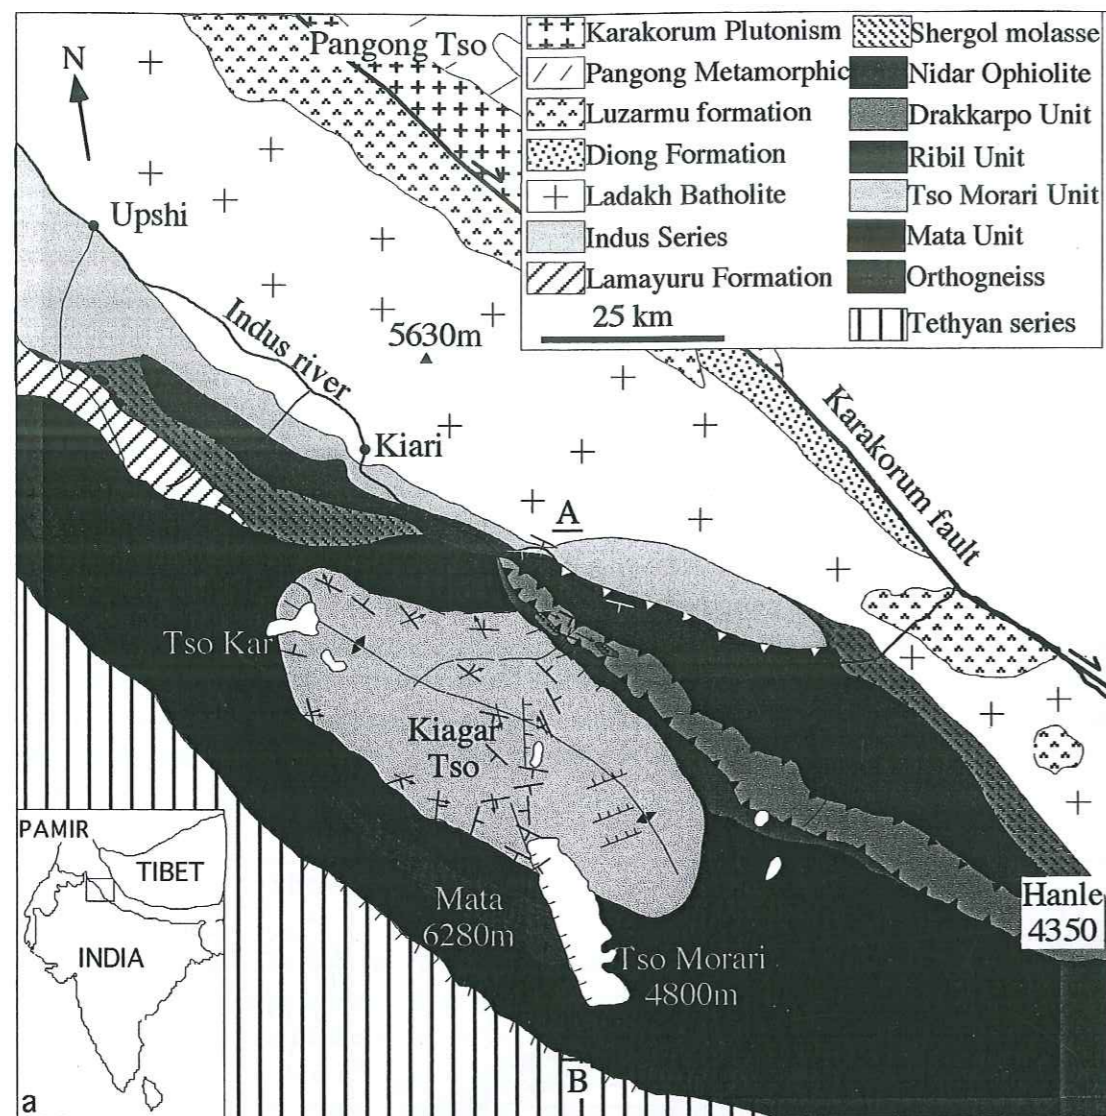 Pangong Tso
N
Karakorum Plutonism
Pangong Metamorphic
Luzarmu formation
Diong Formation
Ladakh Batholite
Indus Series
Lamayuru Formation
Shergol molasse
Nidar Ophiolite
Drakkarpo Unit
Ribil Unit
Tso Morari Unit
Mata Unit
Orthogneiss
Tethyan series
25 km
Upshi
Indus river
5630m
Kiari
Karakorum fault
A
Tso Kar
Kiagar
Tso
Mata
6280m
Tso Morari
4800m
Hanle
4350
B
PAMIR
TIBET
INDIA
a